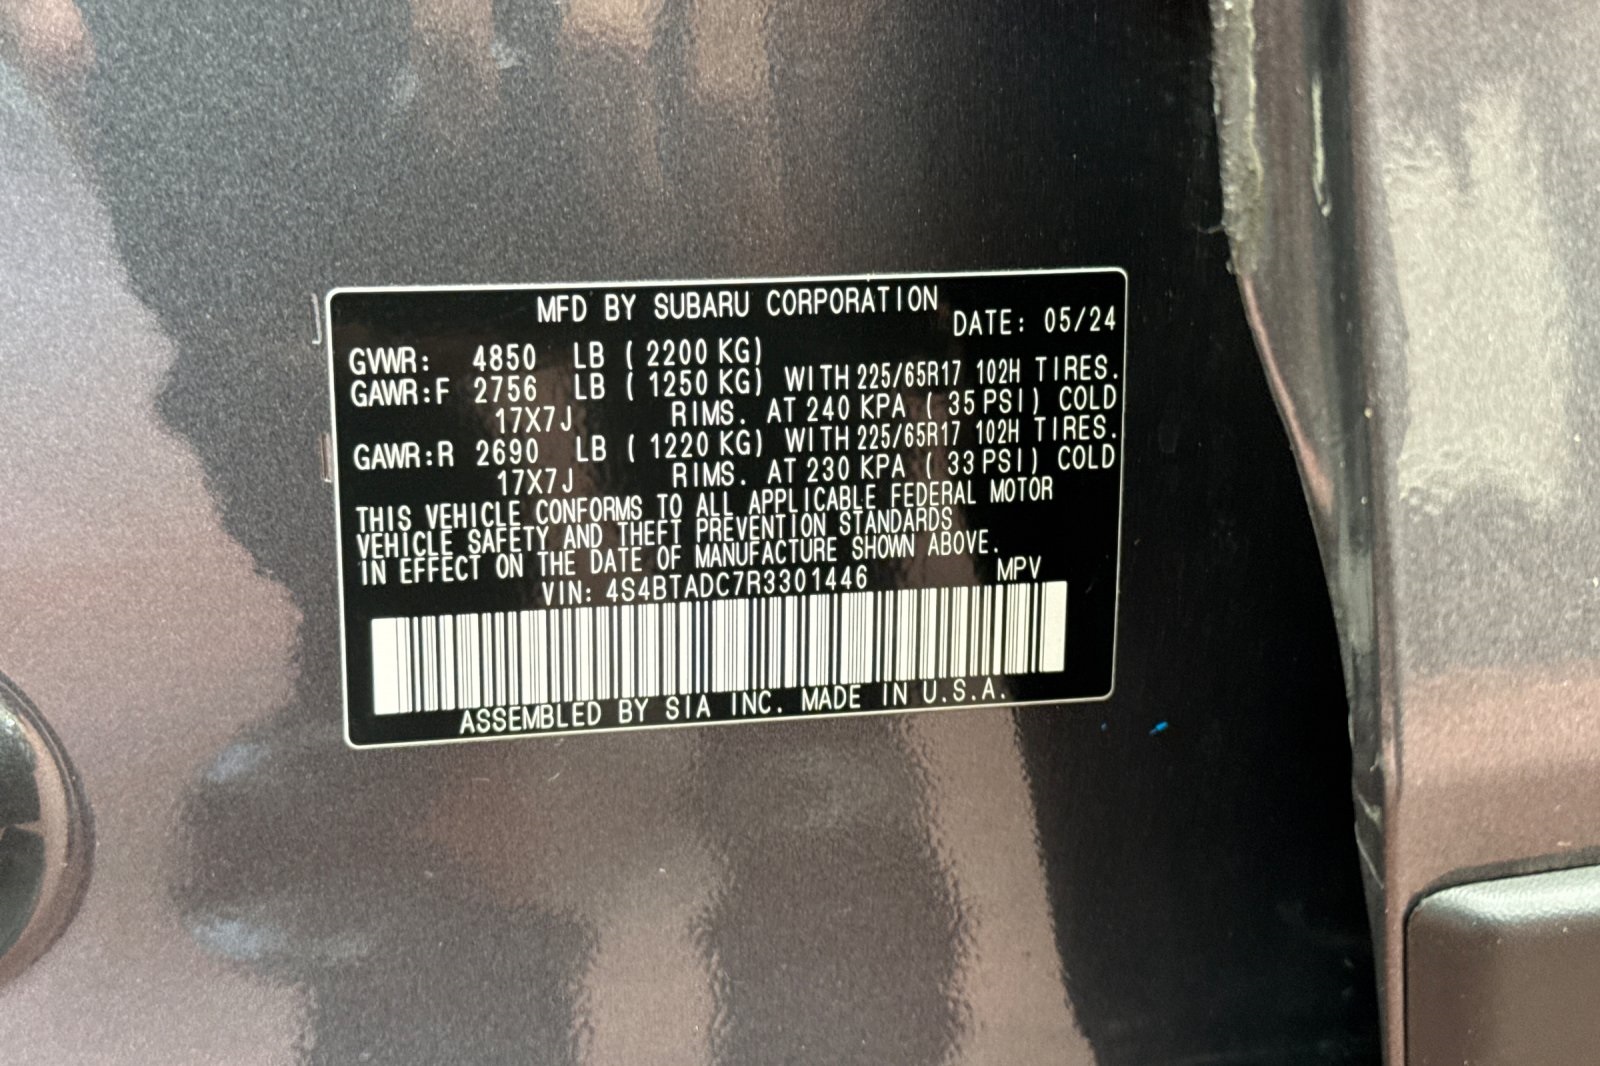 MFD BY SUBARU CORPORATION
DATE: 05/24
GVWR: 4850 LB (2200 KG)
GAWR:F 2756 LB (1250 KG) WITH 225/65R17 102H TIRES.
17X7J RIMS. AT 240 KPA (35 PSI) COLD
GAWR:R 2690 LB (1220 KG) WITH 225/65R17 102H TIRES.
17X7J RIMS. AT 230 KPA (33 PSI) COLD
THIS VEHICLE CONFORMS TO ALL APPLICABLE FEDERAL MOTOR
VEHICLE SAFETY AND THEFT PREVENTION STANDARDS
IN EFFECT ON THE DATE OF MANUFACTURE SHOWN ABOVE.
VIN: 4S4BTADC7R3301446 MPV
ASSEMBLED BY SIA INC. MADE IN U.S.A.